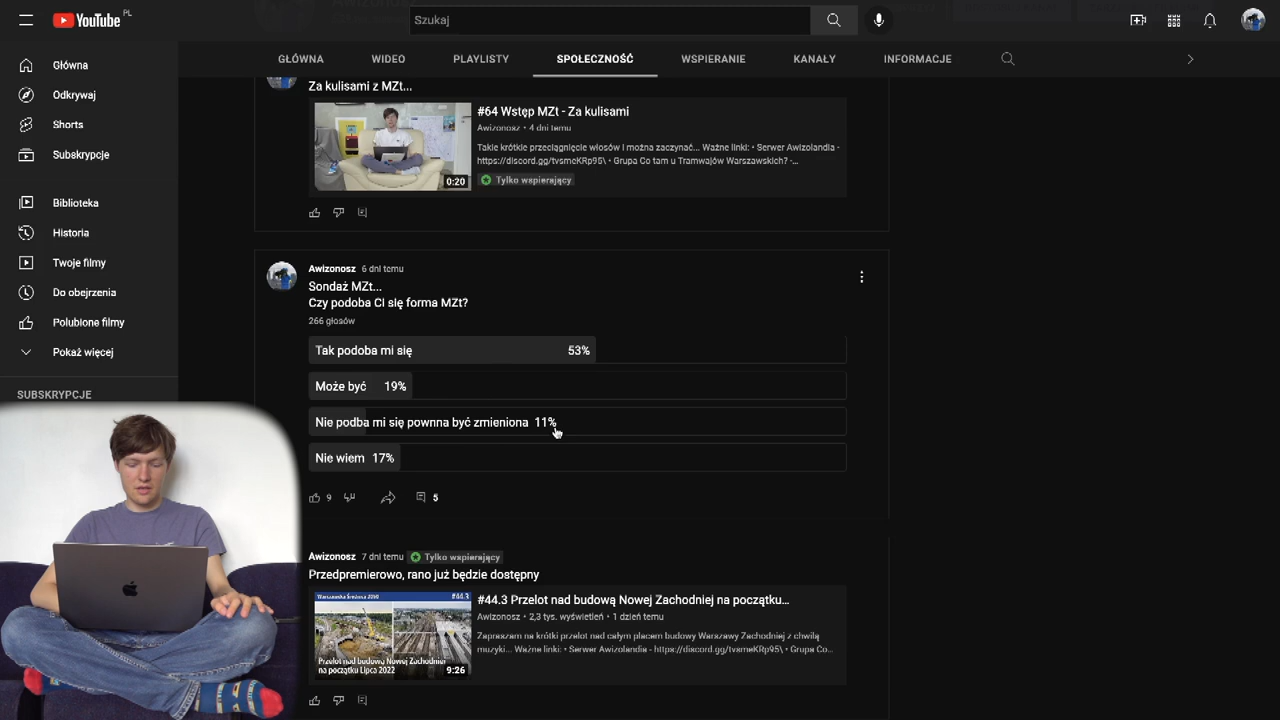 YouTube PL
Szukaj
GŁÓWNA WIDEO PLAYLISTY SPOŁECZNOŚĆ WSPIERANIE KANAŁY INFORMACJE
Główna
Odkrywaj
Shorts
Subskrypcje
Biblioteka
Historia
Twoje filmy
Do obejrzenia
Polubione filmy
Pokaż więcej
SUBSKRYPCJE
Za kulisami z MZt...
#64 Wstęp MZt - Za kulisami
Awizonosz • 4 dni temu
Takie krótkie przeciągnięcie włosów i można zaczynać... Ważne linki: • Serwer Awizolandia -
https://discord.gg/tvsmeKRp95\ • Grupa Co tam u Tramwajów Warszawskich? -...
0:20
Tylko wspierający
Awizonosz 6 dni temu
Sondaż MZt...
Czy podoba Ci się forma MZt?
266 głosów
Tak podoba mi się 53%
Może być 19%
Nie podba mi się pownna być zmieniona 11%
Nie wiem 17%
9 5
Awizonosz 7 dni temu Tylko wspierający
Przedpremierowo, rano już będzie dostępny
Warszawska Średnica 2050 #44.3
Przelot nad budową Nowej Zachodniej
na początku Lipca 2022
9:26
#44.3 Przelot nad budową Nowej Zachodniej na początku...
Awizonosz • 2,3 tys. wyświetleń • 1 dzień temu
Zapraszam na krótki przelot nad całym placem budowy Warszawy Zachodniej z chwilą
muzyki... Ważne linki: • Serwer Awizolandia - https://discord.gg/tvsmeKRp95\ • Grupa Co...